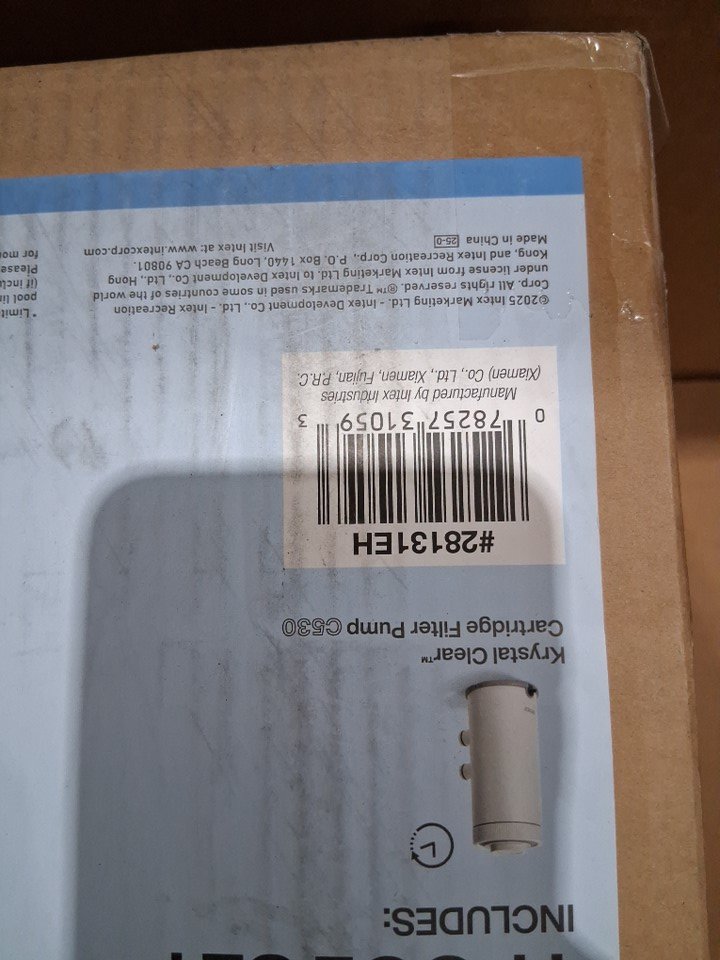 INCLUDES:
Krystal Clear™
Cartridge Filter Pump C530
#28131EH
0 78257 31059 3
Manufactured by Intex Industries
(Xiamen) Co., Ltd., Xiamen, Fujian, P.R.C.
©2025 Intex Marketing Ltd. - Intex Development Co., Ltd. - Intex Recreation
Corp. All rights reserved. ®™ Trademarks used in some countries of the world
under license from Intex Marketing Ltd. to Intex Development Co., Ltd., Hong
Kong, and Intex Recreation Corp., P.O. Box 1440, Long Beach CA 90801.
Made in China 25-0 Visit Intex at: www.intexcorp.com
pool
(if
Please
for